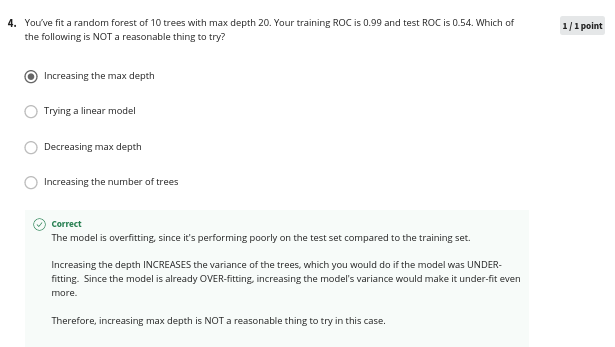 4. You've fit a random forest of 10 trees with max depth 20. Your training ROC is 0.99 and test ROC is 0.54. Which of
the following is NOT a reasonable thing to try?
1 / 1 point
Increasing the max depth
Trying a linear model
Decreasing max depth
Increasing the number of trees
Correct
The model is overfitting, since it's performing poorly on the test set compared to the training set.
Increasing the depth INCREASES the variance of the trees, which you would do if the model was UNDER-
fitting. Since the model is already OVER-fitting, increasing the model's variance would make it under-fit even
more.
Therefore, increasing max depth is NOT a reasonable thing to try in this case.